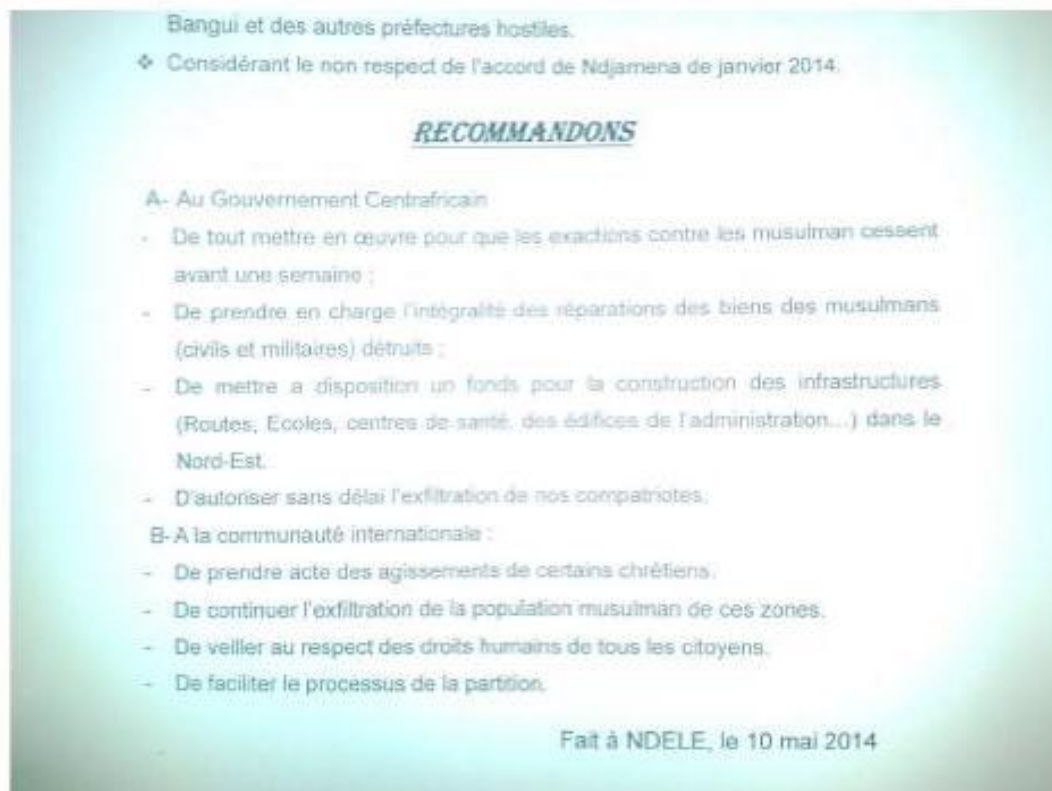 Bangui et des autres préfectures hostiles.
❖ Considérant le non respect de l'accord de Ndjamena de janvier 2014.
RECOMMANDONS
A- Au Gouvernement Centrafricain
- De tout mettre en œuvre pour que les exactions contre les musulman cessent
avant une semaine ;
- De prendre en charge l'intégralité des réparations des biens des musulmans
(civils et militaires) détruits ;
- De mettre a disposition un fonds pour la construction des infrastructures
(Routes, Ecoles, centres de santé, des édifices de l'administration...) dans le
Nord-Est.
- D'autoriser sans délai l'exfiltration de nos compatriotes.
B- A la communauté internationale :
- De prendre acte des agissements de certains chrétiens.
- De continuer l'exfiltration de la population musulman de ces zones.
- De veiller au respect des droits humains de tous les citoyens.
- De faciliter le processus de la partition.
Fait à NDELE, le 10 mai 2014